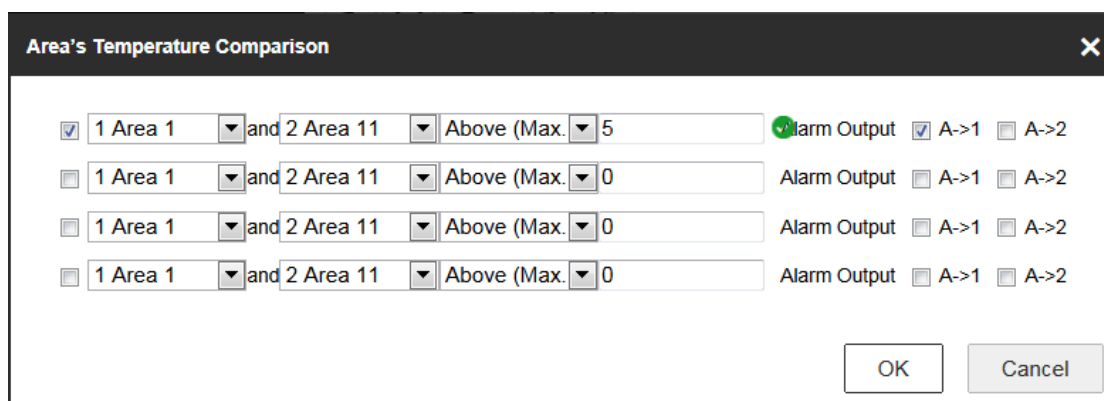 Area's Temperature Comparison
1 Area 1 and 2 Area 11 Above (Max. 5 Alarm Output A->1 A->2
1 Area 1 and 2 Area 11 Above (Max. 0 Alarm Output A->1 A->2
1 Area 1 and 2 Area 11 Above (Max. 0 Alarm Output A->1 A->2
1 Area 1 and 2 Area 11 Above (Max. 0 Alarm Output A->1 A->2
OK Cancel